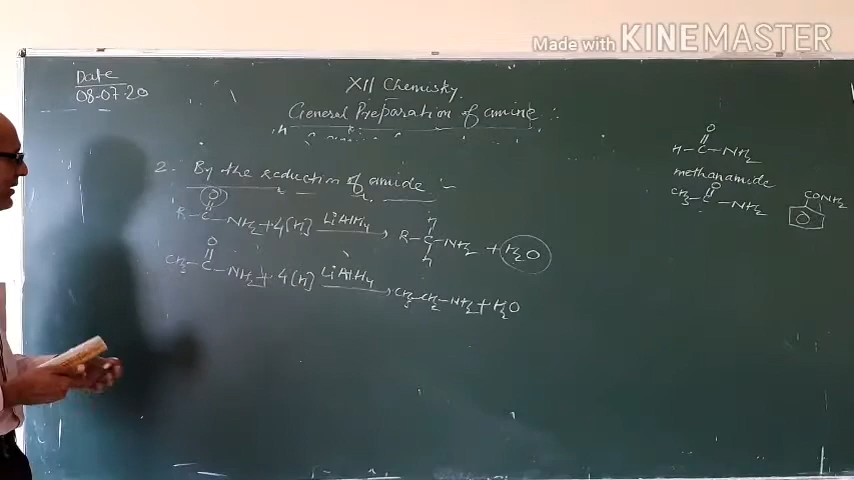 Made with KINEMASTER
Date
08-07-20
XII Chemistry
General Preparation of amine :
2. By the reduction of amide :-
R-C(=O)-NH2 + 4[H] LiAlH4 → R-C(H)(H)-NH2 + H2O
CH3-C(=O)-NH2 + 4[H] LiAlH4 → CH3-CH2-NH2 + H2O
H-C(=O)-NH2
methanamide
CH3-C(=O)-NH2
CONH2